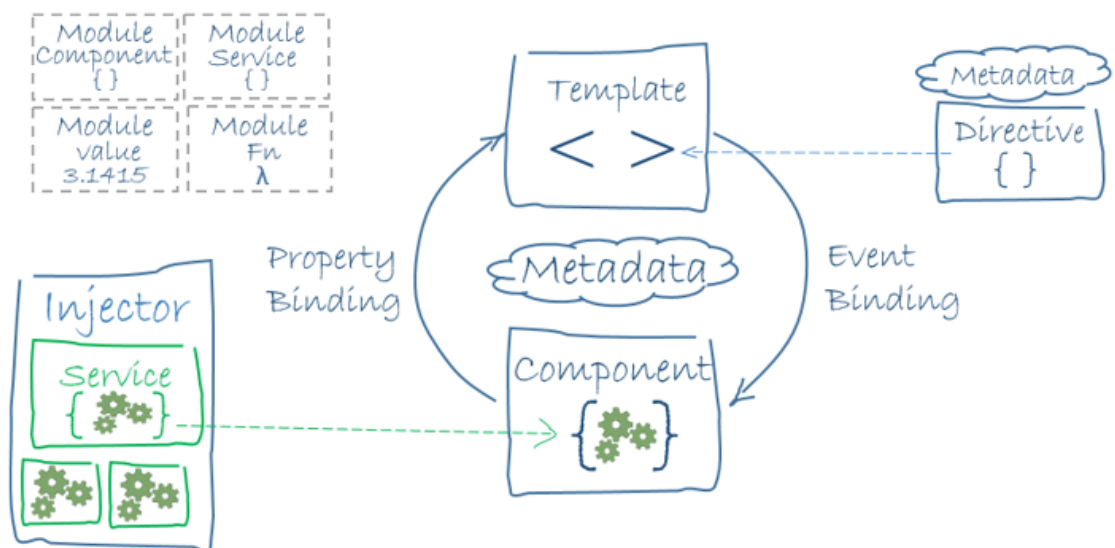 Module
Component
{ }
Module
Service
{ }
Module
value
3.1415
Module
Fn
λ
Template
< >
Metadata
Directive
{ }
Property
Binding
Metadata
Event
Binding
Injector
Service
{ }
Component
{ }